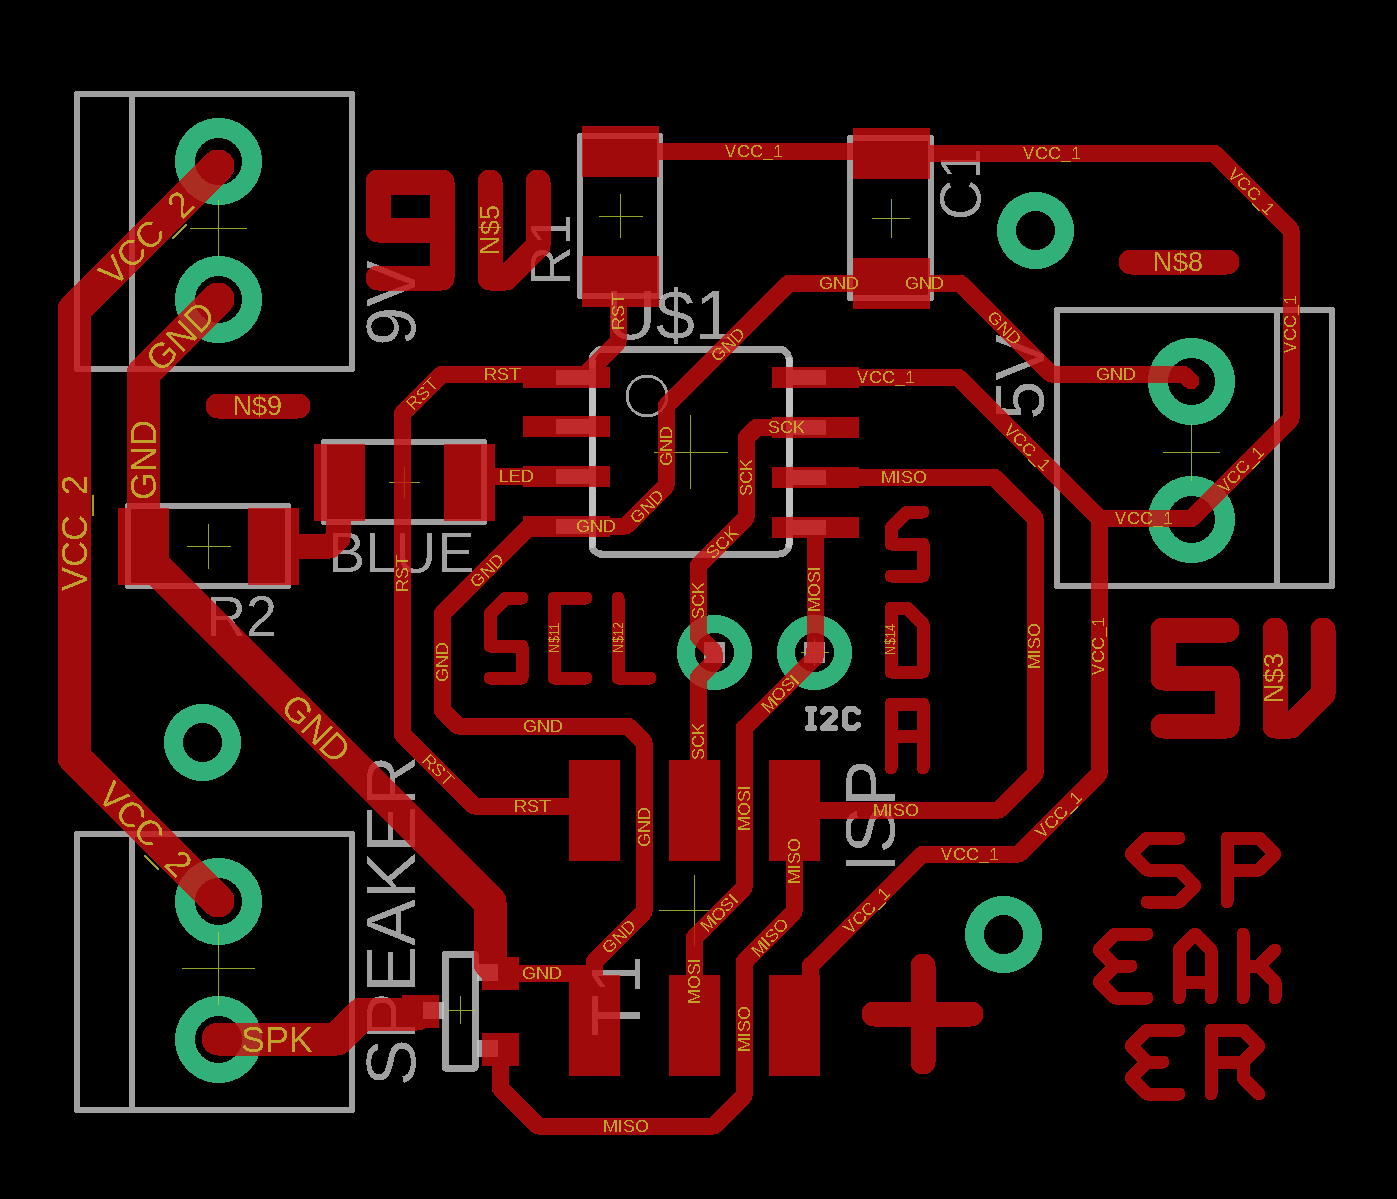 VCC_1
VCC_1
C1
VCC_1
9V
N$5
R1
VCC_2
9V
N$8
GND
GND
RST
U$1
GND
GND
VCC_1
5V
GND
GND
RST
RST
VCC_1
N$9
GND
SCK
GND
VCC_1
VCC_1
SCK
LED
MISO
GND
VCC_2
GND
VCC_1
S
SCK
BLUE
RST
GND
R2
SCL
N$11
N$12
SCK
MOSI
D
N$14
MISO
VCC_1
GND
5V
N$3
MOSI
A
I2C
GND
GND
SCK
RST
RST
VCC_2
SPEAKER
GND
MOSI
MISO
ISP
MISO
VCC_1
VCC_1
SP
EAK
ER
VCC_1
MOSI
MISO
GND
GND
T1
MOSI
MISO
+
SPK
MISO